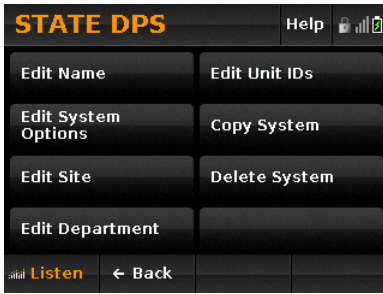 STATE DPS Help
Edit Name Edit Unit IDs
Edit System
Options
Copy System
Edit Site Delete System
Edit Department
Listen ← Back